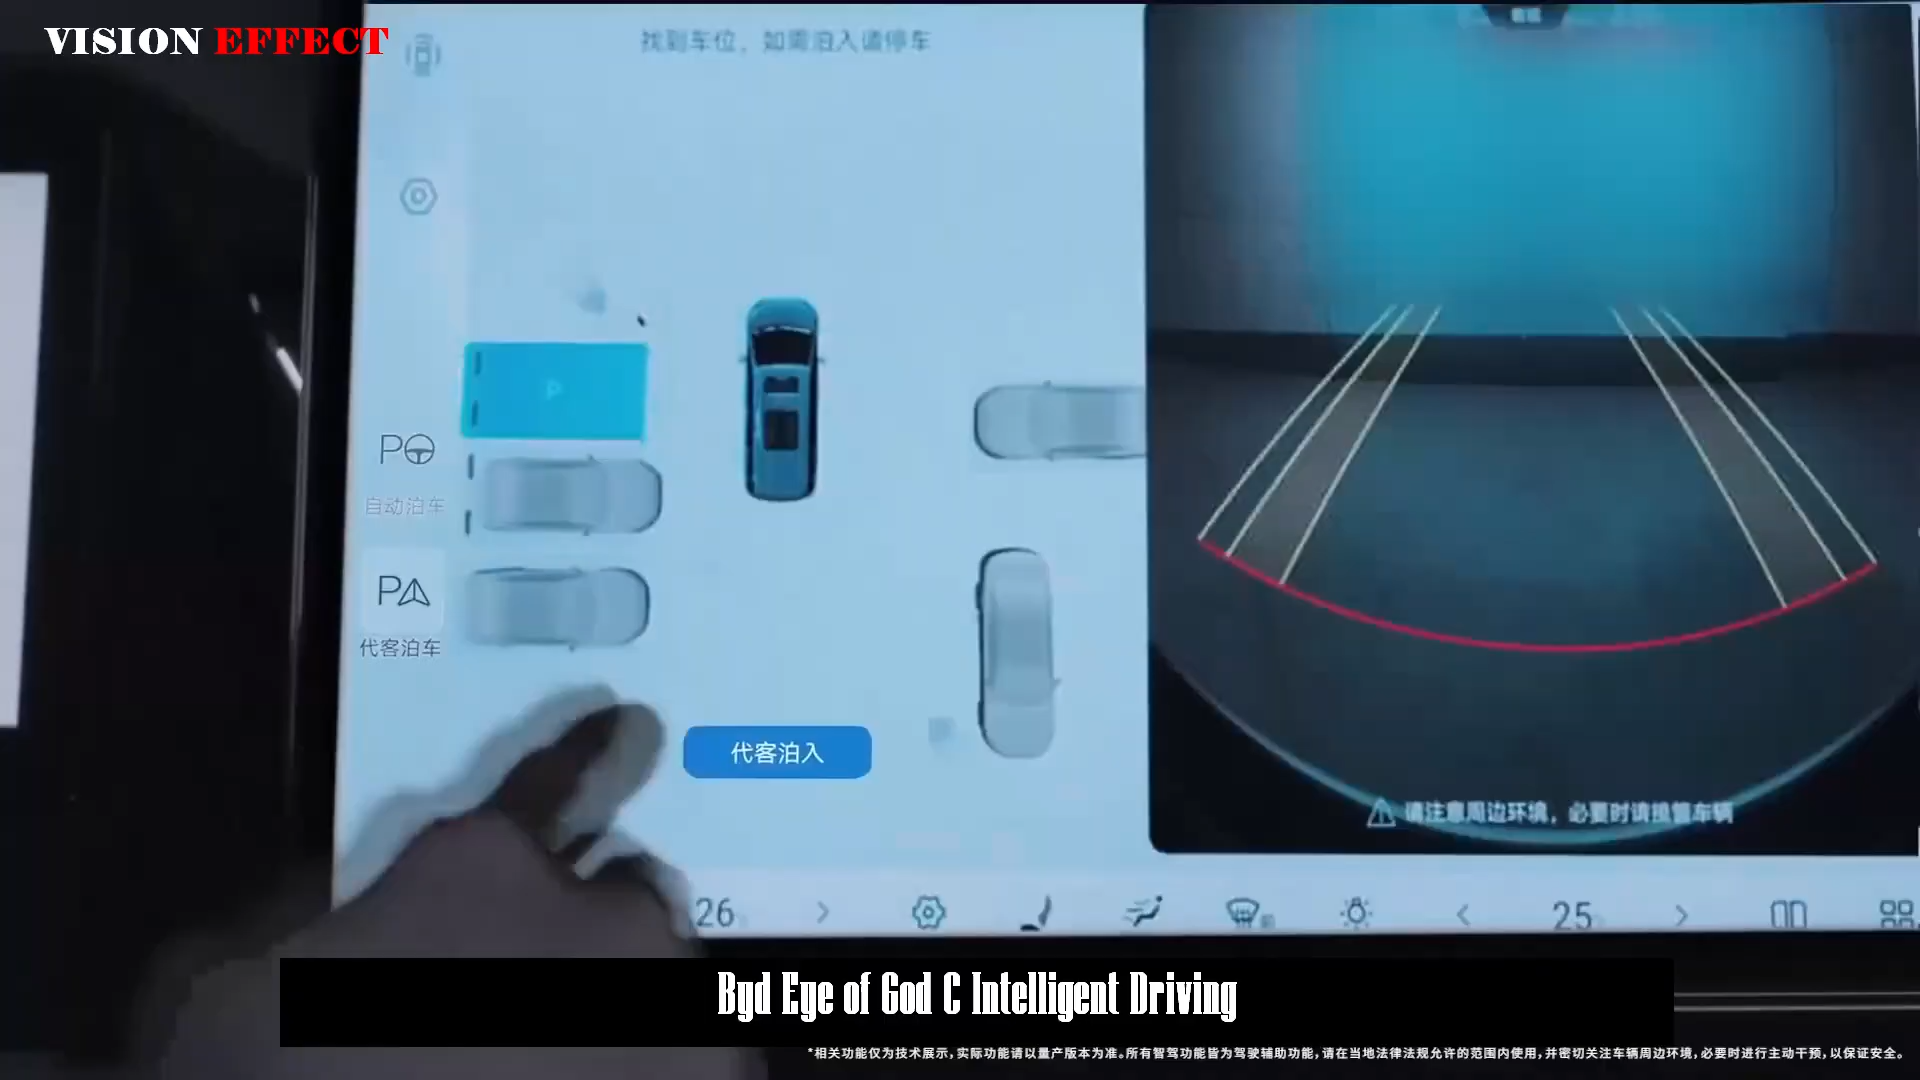 VISION EFFECT
找到车位，如需泊入请停车
P
P
自动泊车
P
代客泊车
代客泊入
请注意周边环境，必要时请接管车辆
26
25
Byd Eye of God C Intelligent Driving
*相关功能仅为技术展示，实际功能请以量产版本为准。所有智驾功能皆为驾驶辅助功能，请在当地法律法规允许的范围内使用，并密切关注车辆周边环境，必要时进行主动干预，以保证安全。